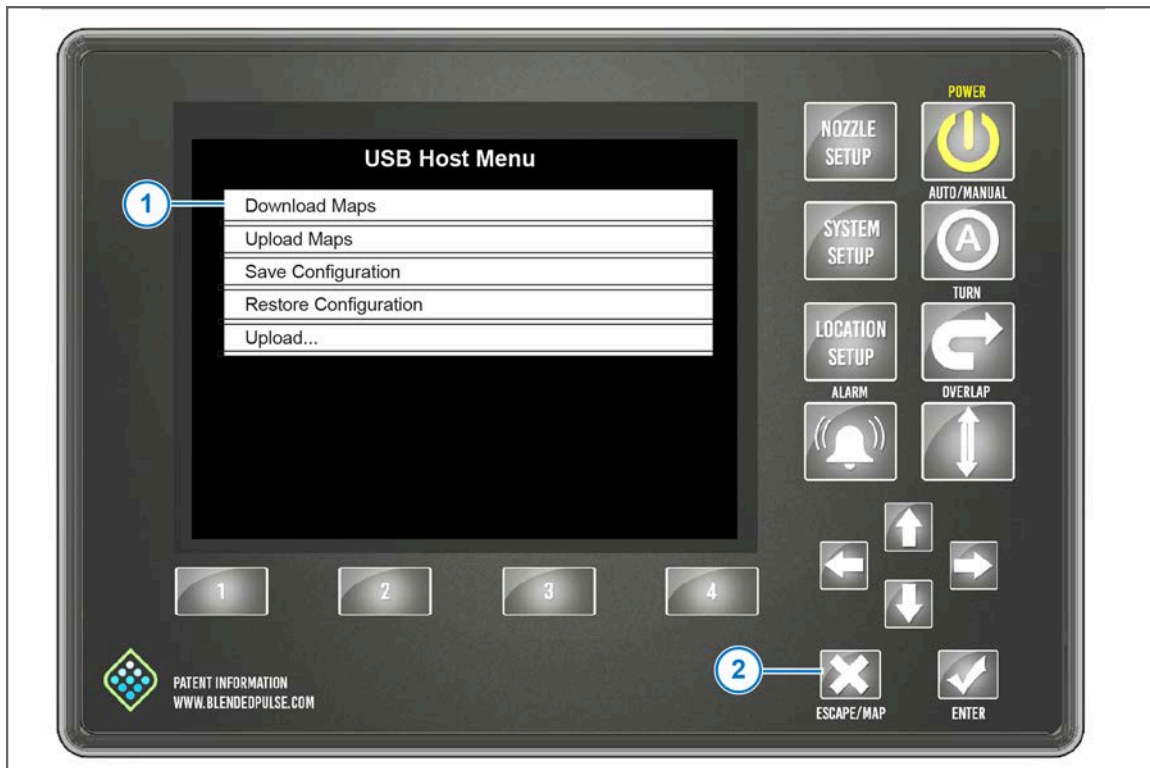 USB Host Menu
1
Download Maps
Upload Maps
Save Configuration
Restore Configuration
Upload...
NOZZLE
SETUP
POWER
SYSTEM
SETUP
AUTO/MANUAL
A
LOCATION
SETUP
TURN
ALARM
OVERLAP
1
2
3
4
PATENT INFORMATION
WWW.BLENDEDPULSE.COM
2
ESCAPE/MAP
ENTER